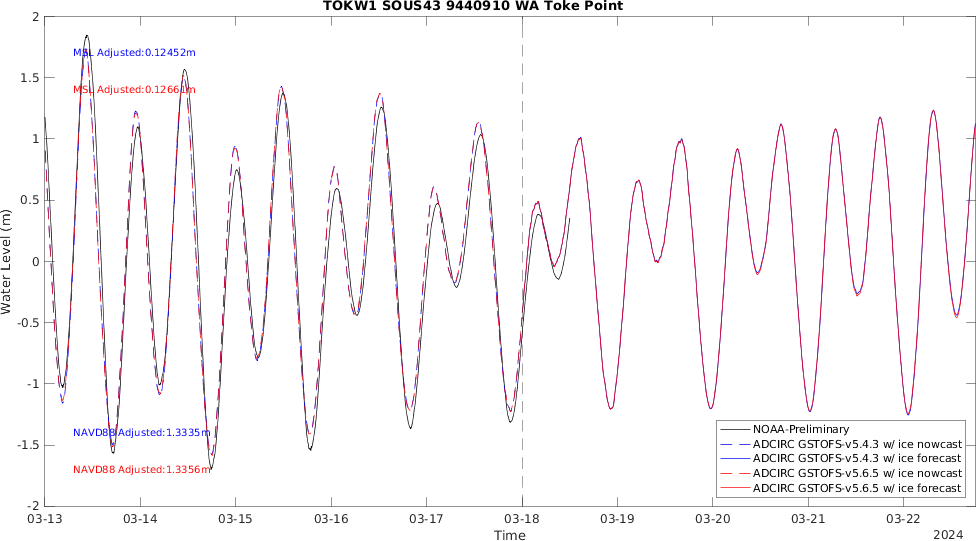 TOKW1 SOUS43 9440910 WA Toke Point
2
1.5
1
0.5
0
-0.5
-1
-1.5
-2
Water Level (m)
MSL Adjusted:0.12452m
MSL Adjusted:0.12661m
NAVD88 Adjusted:1.3335m
NAVD88 Adjusted:1.3356m
NOAA-Preliminary
ADCIRC GSTOFS-v5.4.3 w/ ice nowcast
ADCIRC GSTOFS-v5.4.3 w/ ice forecast
ADCIRC GSTOFS-v5.6.5 w/ ice nowcast
ADCIRC GSTOFS-v5.6.5 w/ ice forecast
03-13 03-14 03-15 03-16 03-17 03-18 03-19 03-20 03-21 03-22
Time
2024